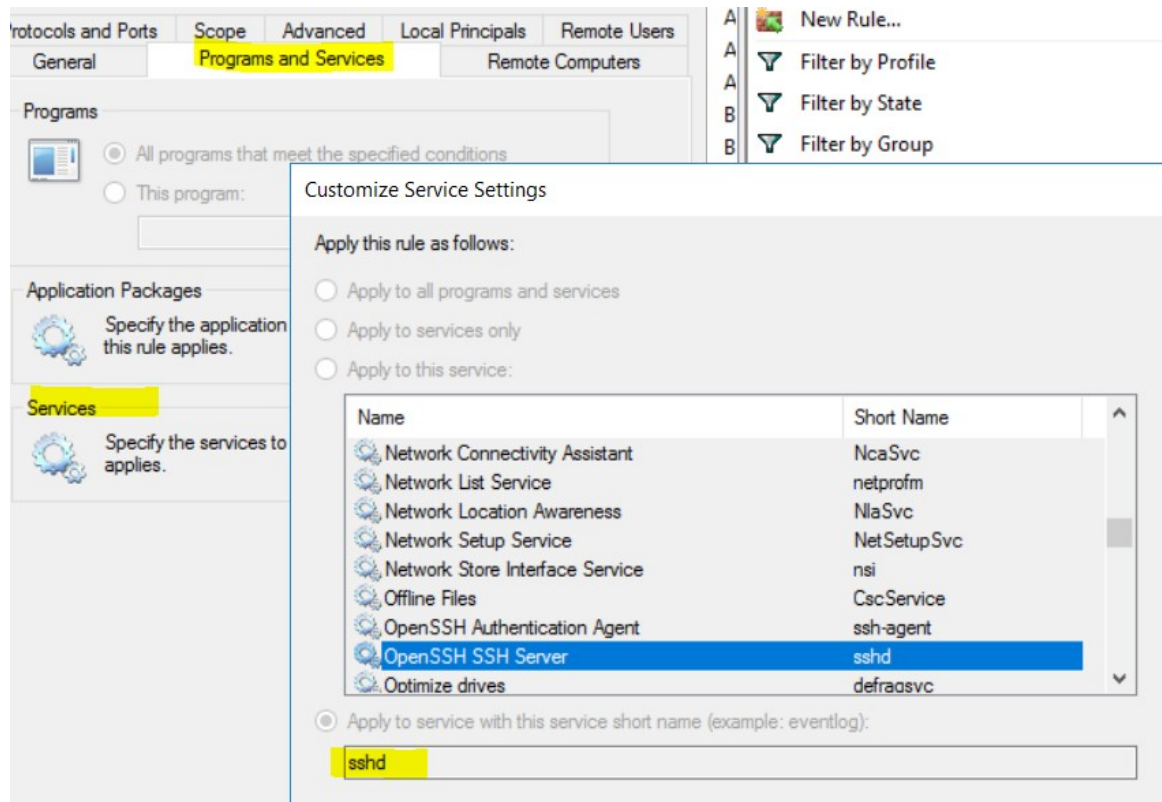 Protocols and Ports Scope Advanced Local Principals Remote Users
General Programs and Services Remote Computers
Programs
All programs that meet the specified conditions
This program:
Application Packages
Specify the application
this rule applies.
Services
Specify the services to
applies.
A
A
A
B
B
New Rule...
Filter by Profile
Filter by State
Filter by Group
Customize Service Settings
Apply this rule as follows:
Apply to all programs and services
Apply to services only
Apply to this service:
Name Short Name
Network Connectivity Assistant NcaSvc
Network List Service netprofm
Network Location Awareness NlaSvc
Network Setup Service NetSetupSvc
Network Store Interface Service nsi
Offline Files CscService
OpenSSH Authentication Agent ssh-agent
OpenSSH SSH Server sshd
Optimize drives defragsvc
Apply to service with this service short name (example: eventlog):
sshd